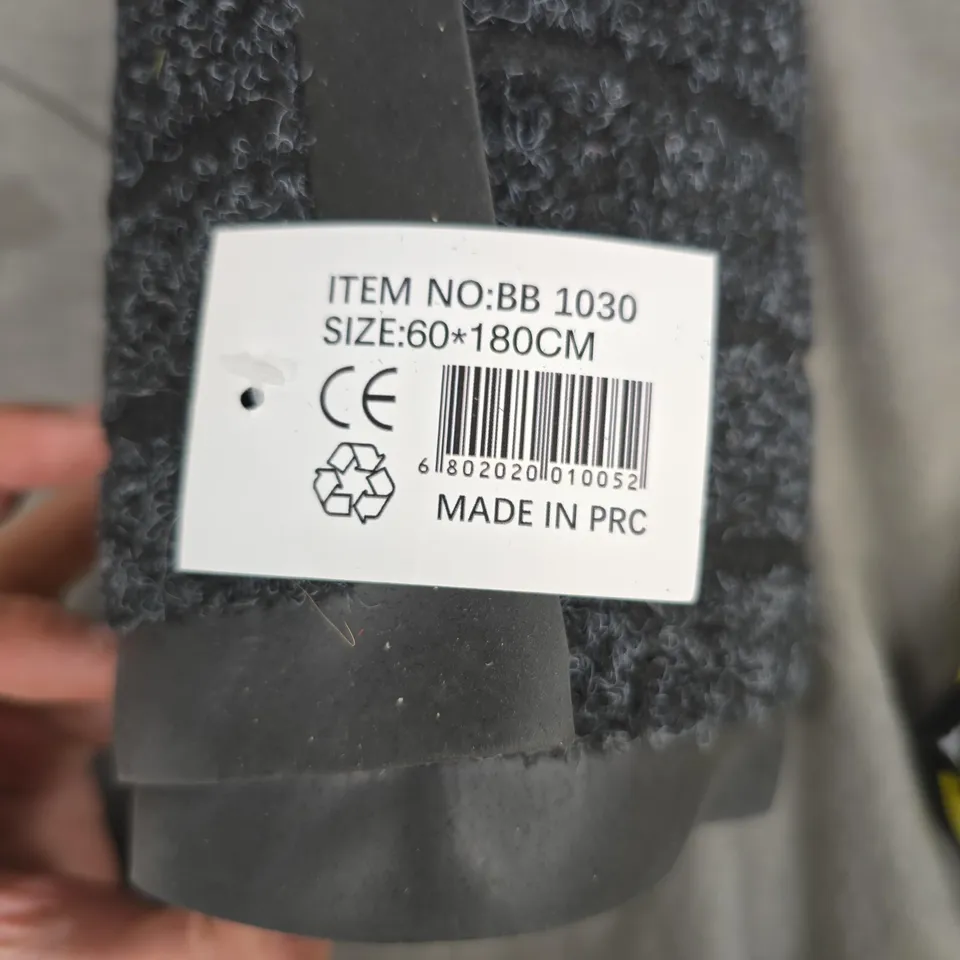 ITEM NO:BB 1030
SIZE:60*180CM
CE
6 802020 010052
MADE IN PRC